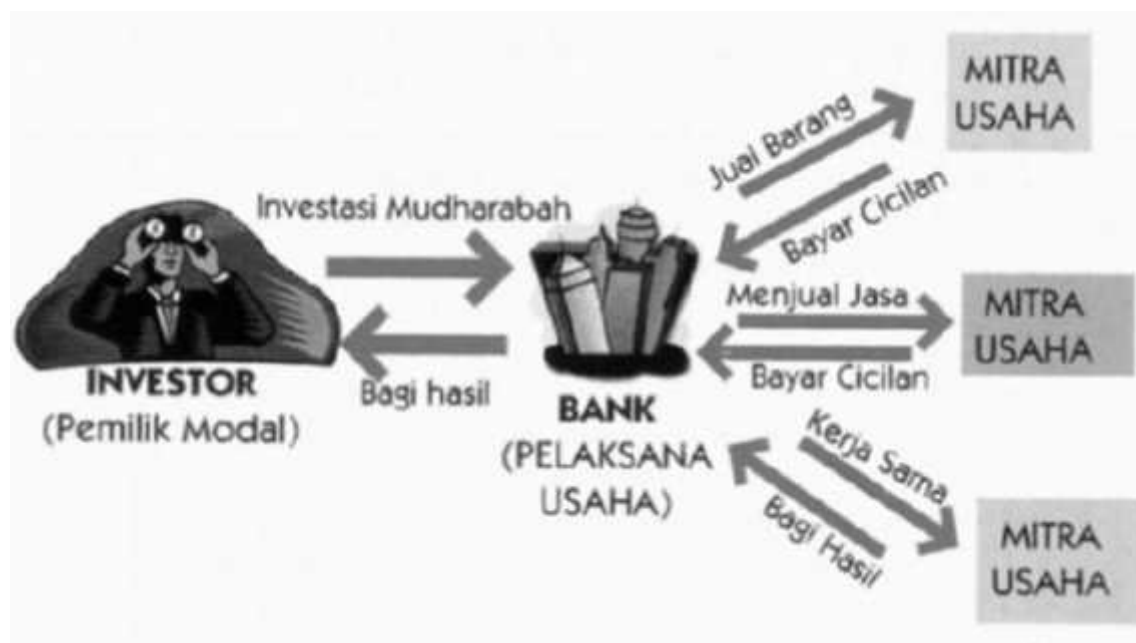 MITRA
USAHA
Jual Barang
Bayar Cicilan
Investasi Mudharabah
Menjual Jasa
MITRA
USAHA
Bayar Cicilan
INVESTOR
(Pemilik Modal)
Bagi hasil
BANK
(PELAKSANA
USAHA)
Kerja Sama
Bagi Hasil
MITRA
USAHA